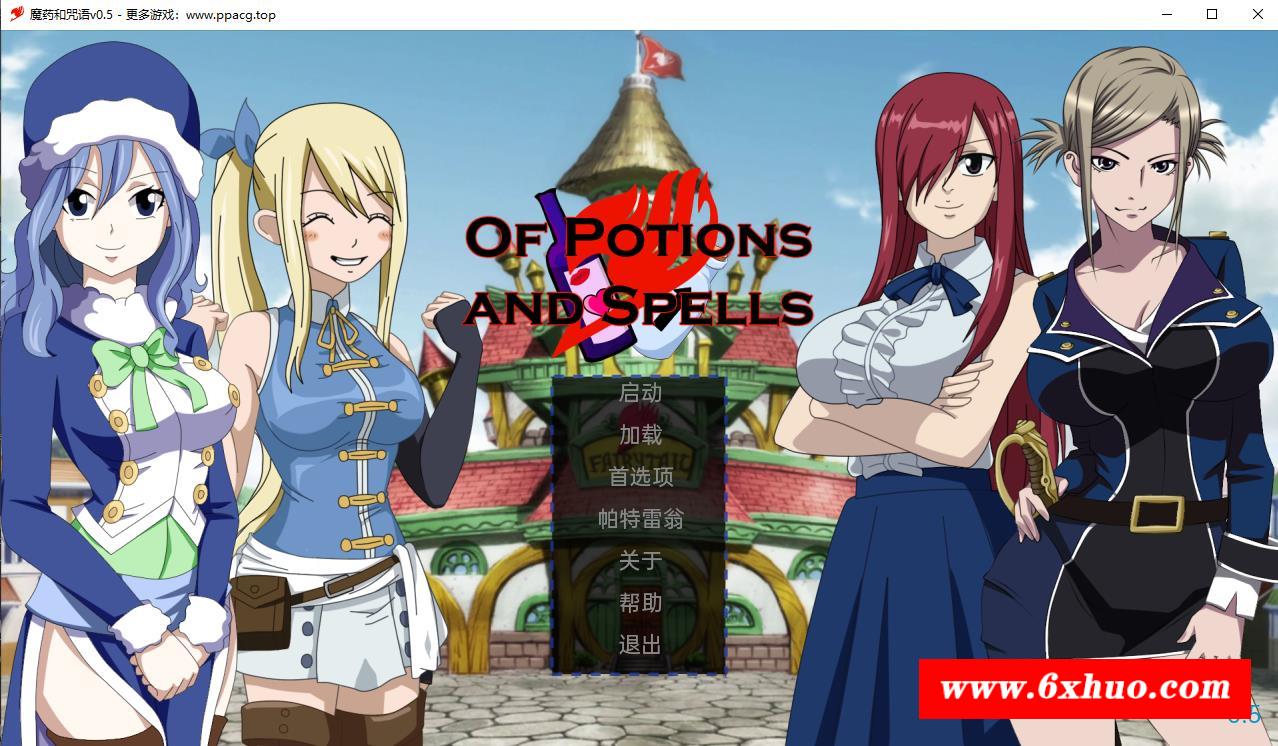 魔药和咒语v0.5 - 更多游戏：www.ppacg.top
OF POTIONS
AND SPELLS
启动
加载
首选项
FAIRY TAIL
帕特雷翁
关于
帮助
退出
www.6xhuo.com